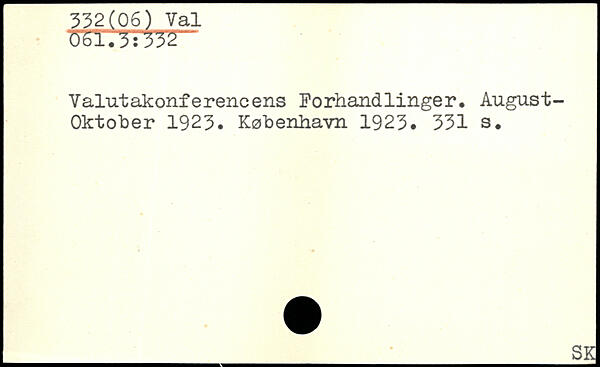 332(06) Val
061.3:332
Valutakonferencens Forhandlinger. August-
Oktober 1923. København 1923. 331 s.
SK